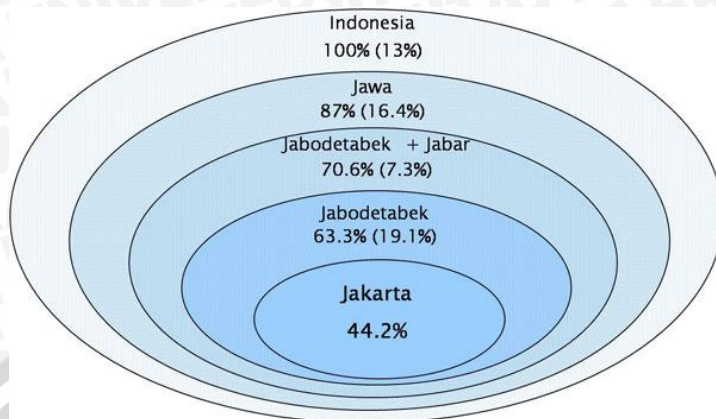 Indonesia
100% (13%)
Jawa
87% (16.4%)
Jabodetabek + Jabar
70.6% (7.3%)
Jabodetabek
63.3% (19.1%)
Jakarta
44.2%